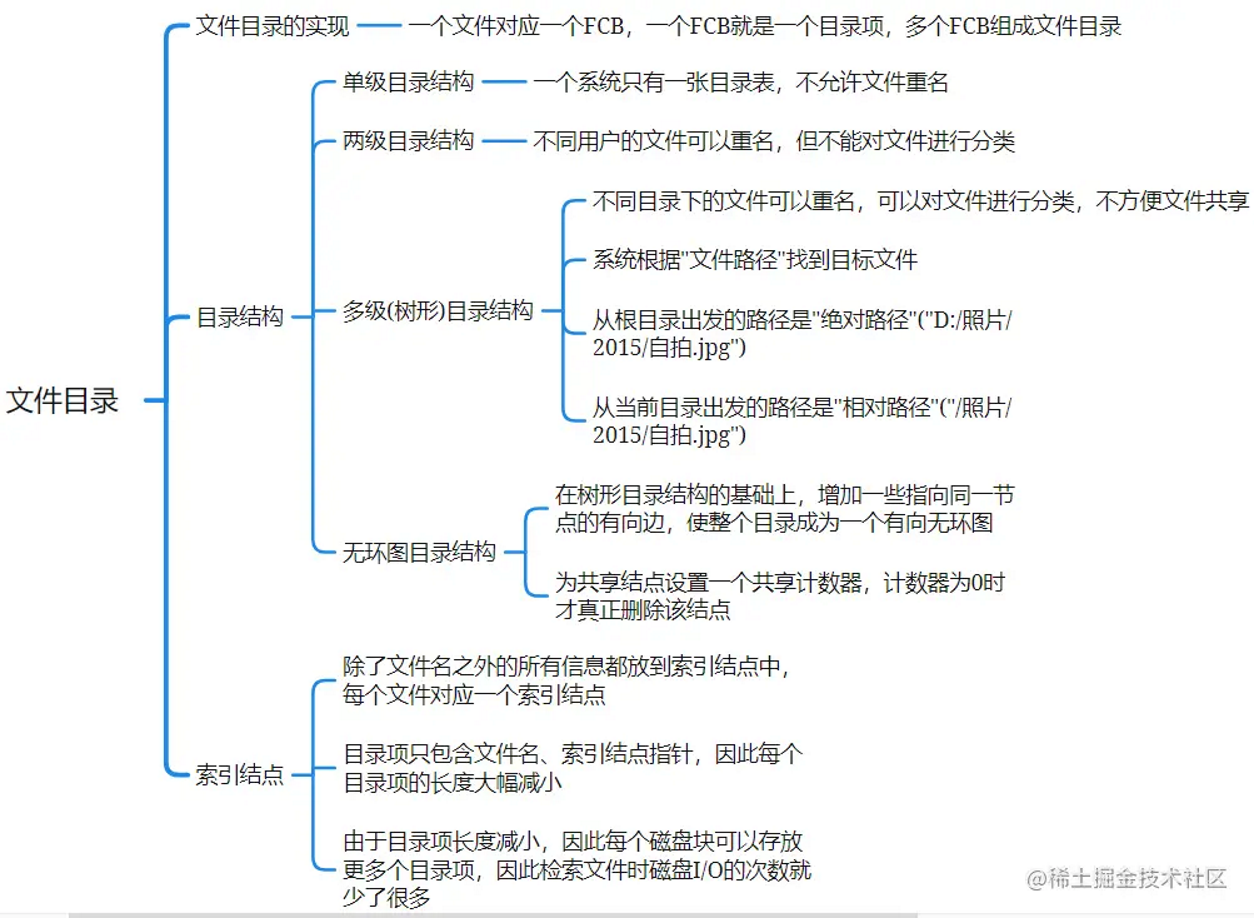 文件目录的实现
一个文件对应一个FCB，一个FCB就是一个目录项，多个FCB组成文件目录
单级目录结构
一个系统只有一张目录表，不允许文件重名
两级目录结构
不同用户的文件可以重名，但不能对文件进行分类
不同目录下的文件可以重名，可以对文件进行分类，不方便文件共享
系统根据"文件路径"找到目标文件
目录结构
多级(树形)目录结构
从根目录出发的路径是"绝对路径"("D:/照片/
2015/自拍.jpg")
文件目录
从当前目录出发的路径是"相对路径"("/照片/
2015/自拍.jpg")
在树形目录结构的基础上，增加一些指向同一节
点的有向边，使整个目录成为一个有向无环图
无环图目录结构
为共享结点设置一个共享计数器，计数器为0时
才真正删除该结点
除了文件名之外的所有信息都放到索引结点中，
每个文件对应一个索引结点
索引结点
目录项只包含文件名、索引结点指针，因此每个
目录项的长度大幅减小
由于目录项长度减小，因此每个磁盘块可以存放
更多个目录项，因此检索文件时磁盘I/O的次数就
少了很多
@稀土掘金技术社区